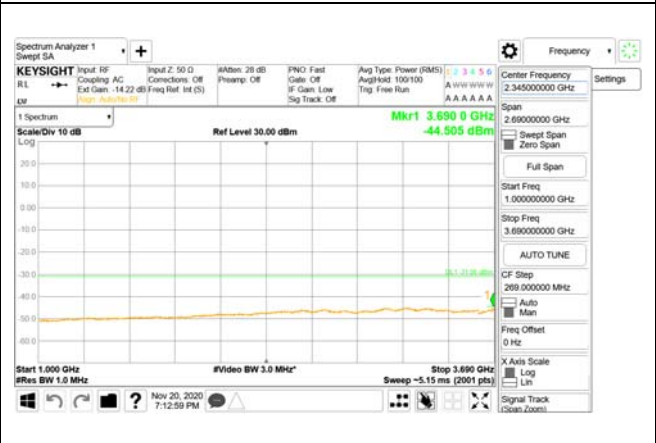 Spectrum Analyzer 1
Swept SA
Frequency
KEYSIGHT
RL
Input: RF
Coupling: AC
Ext Gain: -14.22 dB
Align: Auto/No RF
Input Z: 50 Ω
Corrections: Off
Freq Ref: Int (S)
#Atten: 28 dB
Preamp: Off
PNO: Fast
Gate: Off
IF Gain: Low
Sig Track: Off
Avg Type: Power (RMS)
Avg|Hold: 100/100
Trig: Free Run
1 2 3 4 5 6
A W W W W W
A A A A A A
1 Spectrum
Scale/Div 10 dB
Ref Level 30.00 dBm
Mkr1 3.690 0 GHz
-44.505 dBm
Log
20.0
10.0
0.00
-10.0
-20.0
-30.0
-40.0
-50.0
-60.0
1
Start 1.000 GHz
#Res BW 1.0 MHz
#Video BW 3.0 MHz*
Stop 3.690 GHz
Sweep ~5.15 ms (2001 pts)
Nov 20, 2020
7:12:59 PM
Center Frequency
2.345000000 GHz
Settings
Span
2.69000000 GHz
Swept Span
Zero Span
Full Span
Start Freq
1.000000000 GHz
Stop Freq
3.690000000 GHz
AUTO TUNE
CF Step
269.000000 MHz
Auto
Man
Freq Offset
0 Hz
X Axis Scale
Log
Lin
Signal Track
(Span Zoom)